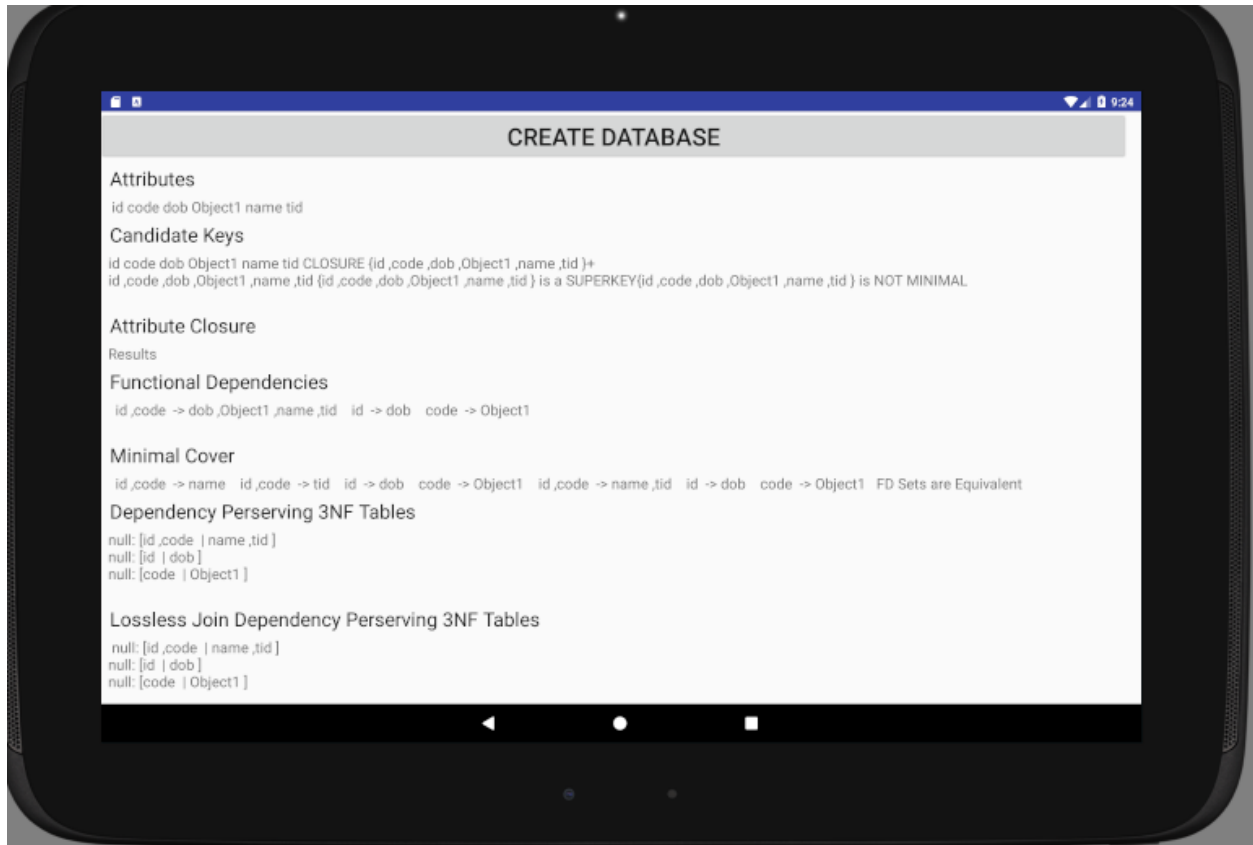 9:24
CREATE DATABASE
Attributes
id code dob Object1 name tid
Candidate Keys
id code dob Object1 name tid CLOSURE {id ,code ,dob ,Object1 ,name ,tid }+
id ,code ,dob ,Object1 ,name ,tid {id ,code ,dob ,Object1 ,name ,tid } is a SUPERKEY{id ,code ,dob ,Object1 ,name ,tid } is NOT MINIMAL
Attribute Closure
Results
Functional Dependencies
id ,code -> dob ,Object1 ,name ,tid id -> dob code -> Object1
Minimal Cover
id ,code -> name id ,code -> tid id -> dob code -> Object1 id ,code -> name ,tid id -> dob code -> Object1 FD Sets are Equivalent
Dependency Perserving 3NF Tables
null: [id ,code | name ,tid ]
null: [id | dob ]
null: [code | Object1 ]
Lossless Join Dependency Perserving 3NF Tables
null: [id ,code | name ,tid ]
null: [id | dob ]
null: [code | Object1 ]